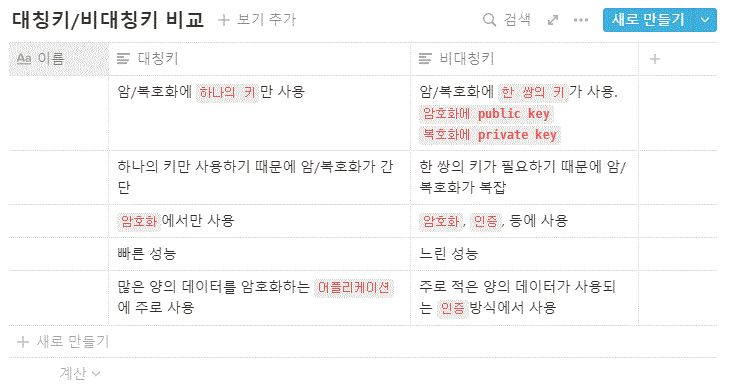 대칭키/비대칭키 비교 + 보기 추가 검색 새로 만들기
Aa 이름 대칭키 비대칭키
암/복호화에 하나의 키만 사용
암/복호화에 한 쌍의 키가 사용.
암호화에 public key
복호화에 private key
하나의 키만 사용하기 때문에 암/복호화가 간
단
한 쌍의 키가 필요하기 때문에 암/
복호화가 복잡
암호화에서만 사용
암호화, 인증, 등에 사용
빠른 성능
느린 성능
많은 양의 데이터를 암호화하는 어플리케이션
에 주로 사용
주로 적은 양의 데이터가 사용되
는 인증방식에서 사용
+ 새로 만들기
계산